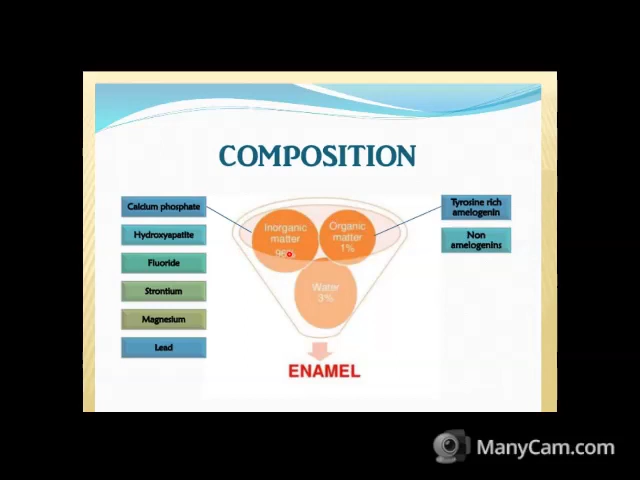 COMPOSITION
Calcium phosphate
Hydroxyapatite
Fluoride
Strontium
Magnesium
Lead
Inorganic
matter
Organic
matter
1%
Water
3%
Tyrosine rich
amelogenin
Non
amelogenins
ENAMEL
ManyCam.com